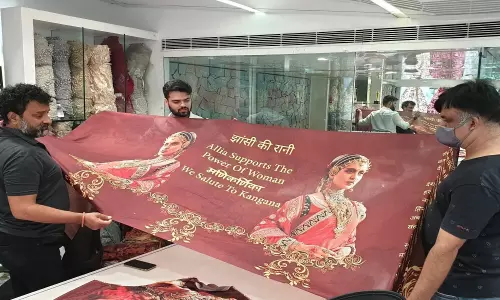 झांसी की रानी
Allia Supports The
Power Of Woman
मणिकर्णिका
We Salute To Kangana